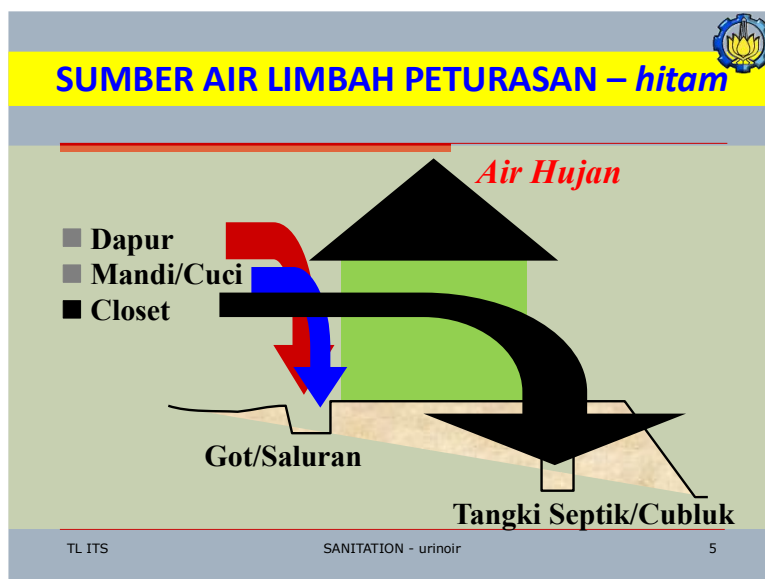 SUMBER AIR LIMBAH PETURASAN – hitam
Air Hujan
Dapur
Mandi/Cuci
Closet
Got/Saluran
Tangki Septik/Cubluk
TL ITS
SANITATION - urinoir
5